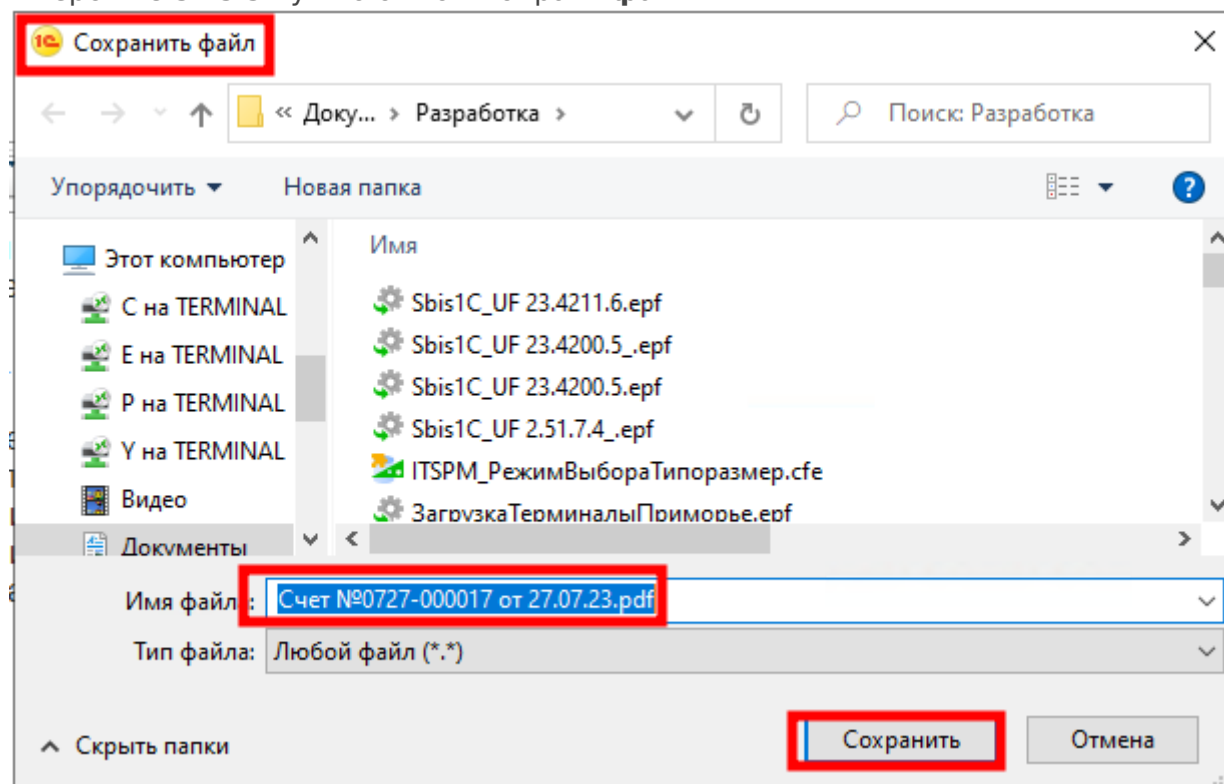 1С Сохранить файл
« Доку... › Разработка ›
Поиск: Разработка
Упорядочить
Новая папка
?
Этот компьютер
C на TERMINAL
E на TERMINAL
P на TERMINAL
Y на TERMINAL
Видео
Документы
Имя
Sbis1C_UF 23.4211.6.epf
Sbis1C_UF 23.4200.5_.epf
Sbis1C_UF 23.4200.5.epf
Sbis1C_UF 2.51.7.4_.epf
ITSPM_РежимВыбораТипоразмер.cfe
ЗагрузкаТерминалыПриморье.epf
Имя файла: Счет №0727-000017 от 27.07.23.pdf
Тип файла: Любой файл (*.*)
Скрыть папки
Сохранить
Отмена